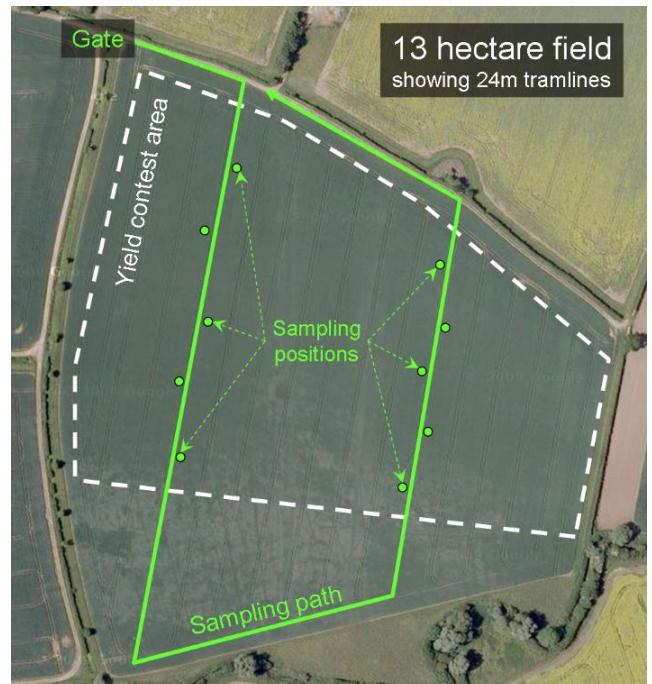 Gate
13 hectare field
showing 24m tramlines
Yield contest area
Sampling
positions
Sampling path